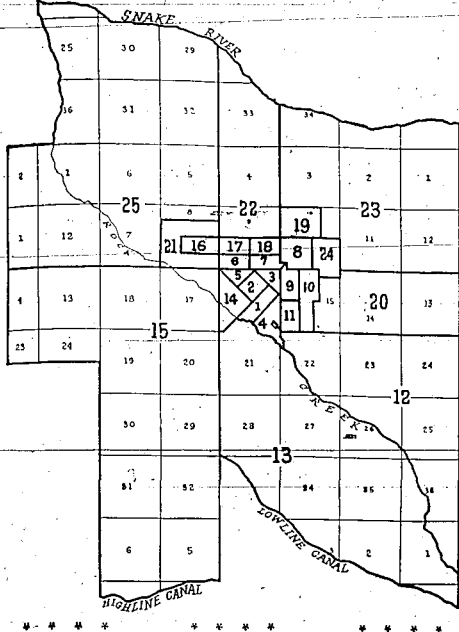 SNAKE RIVER
25 30 29
36 31 32 33 34
2 1 6 5 4 3 2 1
25 8 22 19 23
1 12 7 21 16 17 18 8 24 11 12
ROCK
6 7
5 3
4 13 18 17 14 2 9 10 15 20 13
1 11 14
15 4
23 24 19 20 21 22 23 24
CREEK
12
30 29 28 27 26 25
13
31 32 34 35 36
LOWLINE CANAL
6 5 2 1
HIGHLINE CANAL
* * * * * * * * * * * *